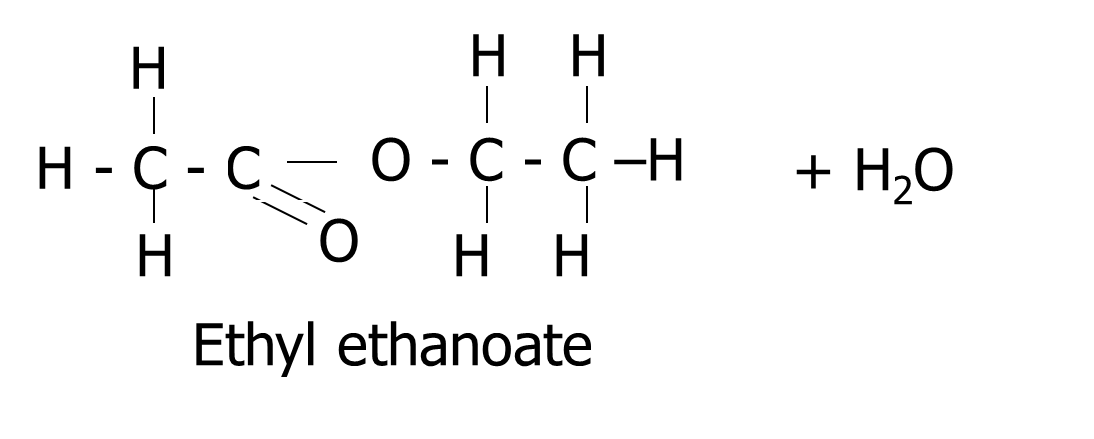 H H H
H - C - C — O - C - C – H + H₂O
O
H H H
Ethyl ethanoate